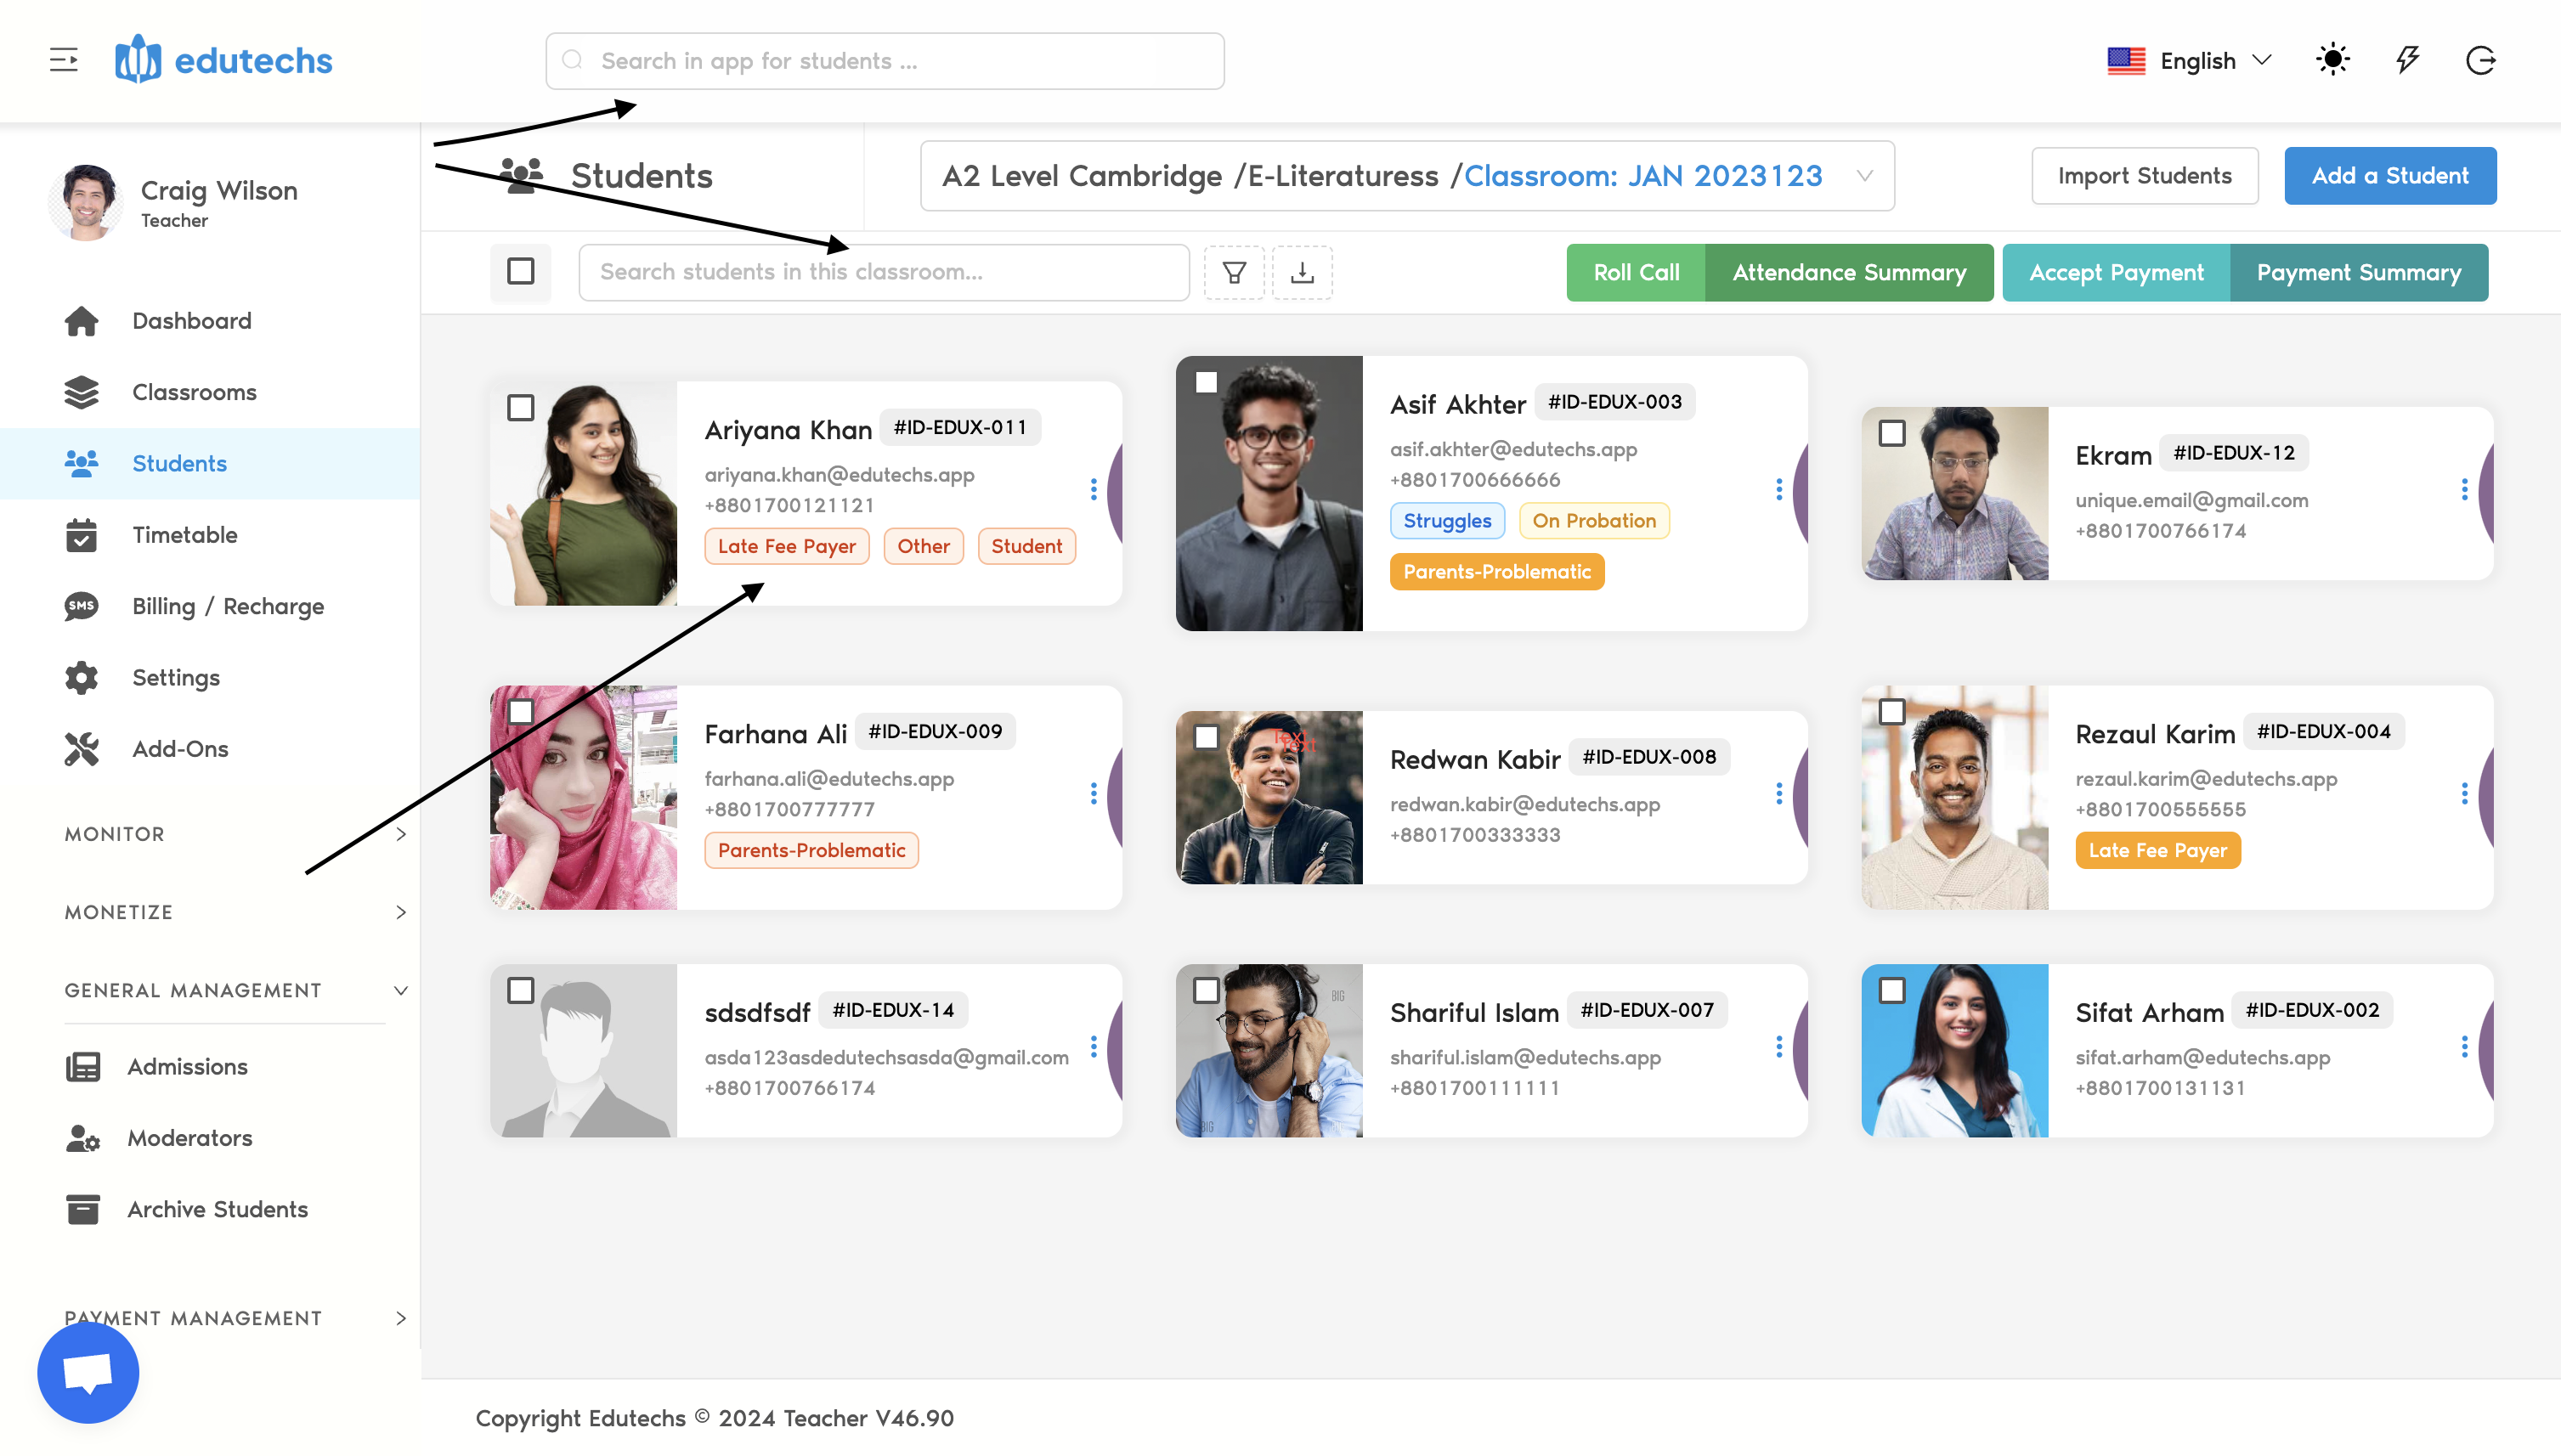 edutechs
Search in app for students ...
English
Craig Wilson
Teacher
Dashboard
Classrooms
Students
Timetable
SMS
Billing / Recharge
Settings
Add-Ons
MONITOR
MONETIZE
GENERAL MANAGEMENT
Admissions
Moderators
Archive Students
PAYMENT MANAGEMENT
Students
A2 Level Cambridge /E-Literaturess /Classroom: JAN 2023123
Import Students
Add a Student
Search students in this classroom...
Roll Call
Attendance Summary
Accept Payment
Payment Summary
Ariyana Khan #ID-EDUX-011
ariyana.khan@edutechs.app
+8801700121121
Late Fee Payer Other Student
Asif Akhter #ID-EDUX-003
asif.akhter@edutechs.app
+8801700666666
Struggles On Probation
Parents-Problematic
Ekram #ID-EDUX-12
unique.email@gmail.com
+8801700766174
Farhana Ali #ID-EDUX-009
farhana.ali@edutechs.app
+8801700777777
Parents-Problematic
Text
Text
Redwan Kabir #ID-EDUX-008
redwan.kabir@edutechs.app
+8801700333333
Rezaul Karim #ID-EDUX-004
rezaul.karim@edutechs.app
+8801700555555
Late Fee Payer
sdsdfsdf #ID-EDUX-14
asda123asdedutechsasda@gmail.com
+8801700766174
BIG
BIG
Shariful Islam #ID-EDUX-007
shariful.islam@edutechs.app
+8801700111111
Sifat Arham #ID-EDUX-002
sifat.arham@edutechs.app
+8801700131131
Copyright Edutechs © 2024 Teacher V46.90